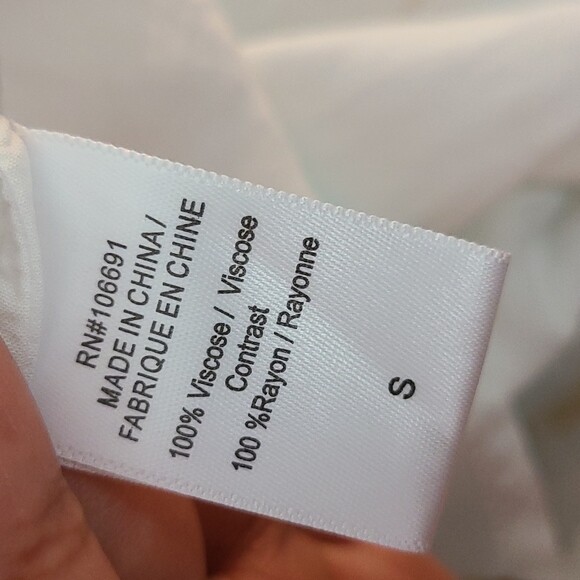 RN#106691
MADE IN CHINA /
FABRIQUE EN CHINE
100% Viscose / Viscose
Contrast
100 %Rayon / Rayonne
S